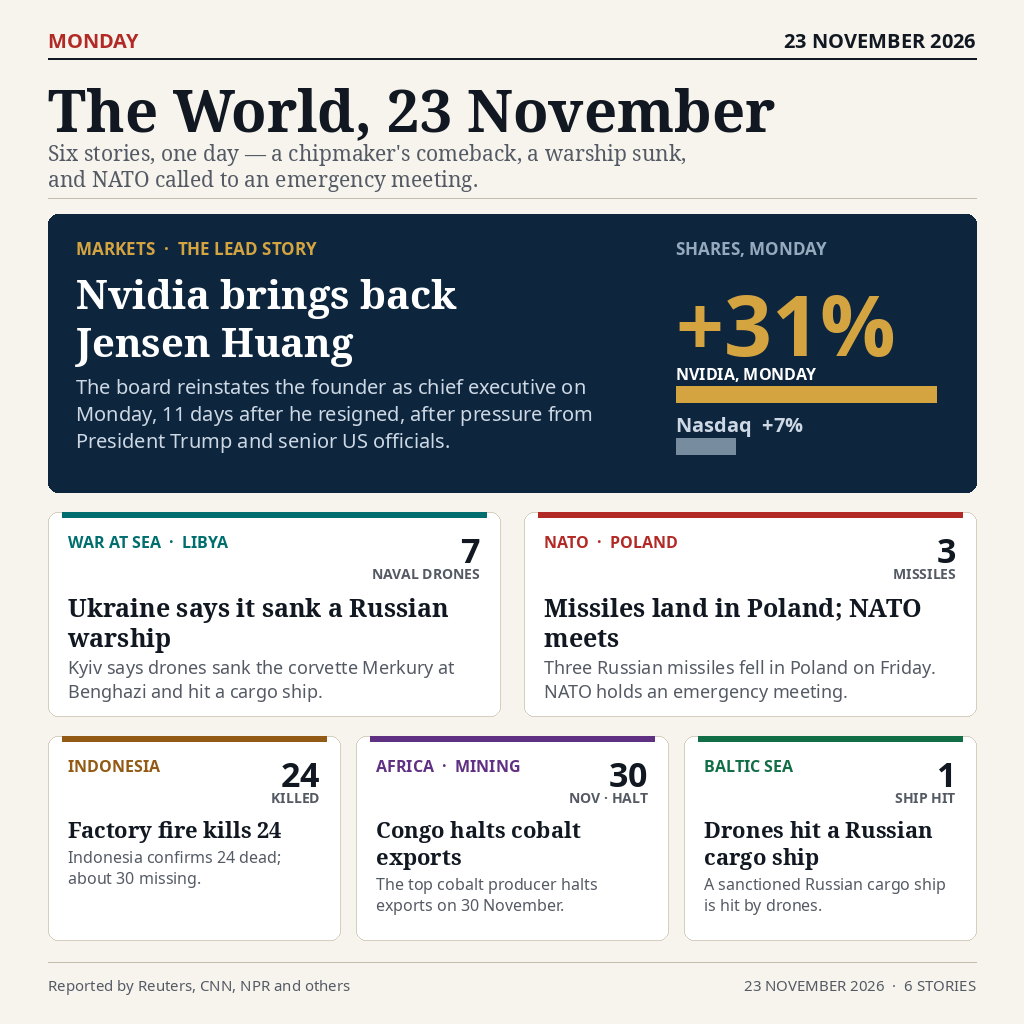 MONDAY
23 NOVEMBER 2026
The World, 23 November
Six stories, one day — a chipmaker's comeback, a warship sunk,
and NATO called to an emergency meeting.
MARKETS · THE LEAD STORY
Nvidia brings back
Jensen Huang
The board reinstates the founder as chief executive on
Monday, 11 days after he resigned, after pressure from
President Trump and senior US officials.
SHARES, MONDAY
+31%
NVIDIA, MONDAY
Nasdaq +7%
WAR AT SEA · LIBYA
7
NAVAL DRONES
Ukraine says it sank a Russian
warship
Kyiv says drones sank the corvette Merkury at
Benghazi and hit a cargo ship.
NATO · POLAND
3
MISSILES
Missiles land in Poland; NATO
meets
Three Russian missiles fell in Poland on Friday.
NATO holds an emergency meeting.
INDONESIA
24
KILLED
Factory fire kills 24
Indonesia confirms 24 dead;
about 30 missing.
AFRICA · MINING
30
NOV · HALT
Congo halts cobalt
exports
The top cobalt producer halts
exports on 30 November.
BALTIC SEA
1
SHIP HIT
Drones hit a Russian
cargo ship
A sanctioned Russian cargo ship
is hit by drones.
Reported by Reuters, CNN, NPR and others
23 NOVEMBER 2026 · 6 STORIES